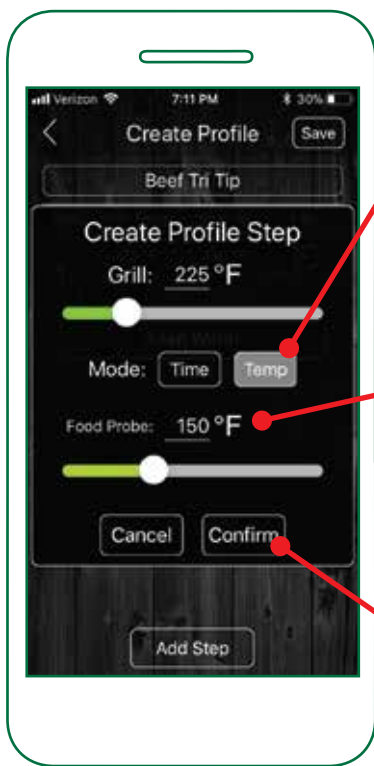 Verizon 7:11 PM 30%
Create Profile Save
Beef Tri Tip
Create Profile Step
Grill: 225 °F
Mode: Time Temp
Food Probe: 150 °F
Cancel Confirm
Add Step